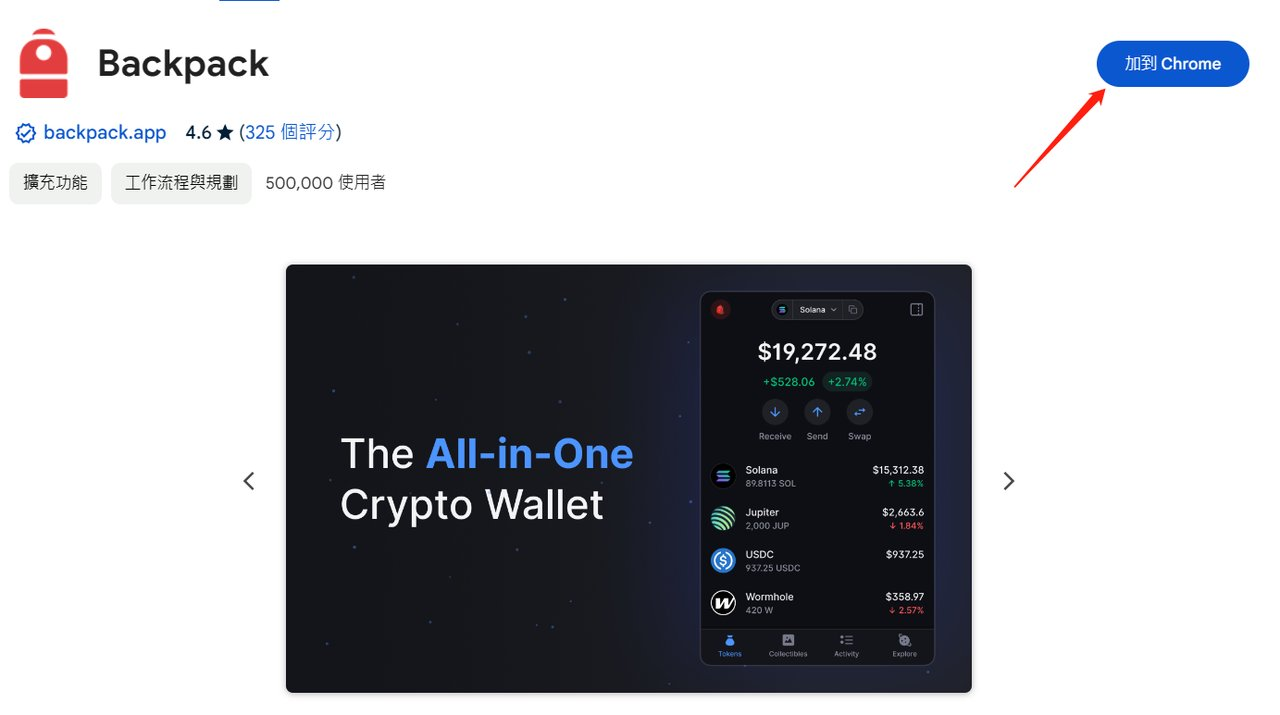 Backpack
加到 Chrome
backpack.app 4.6 ★ (325 個評分)
擴充功能 工作流程與規劃 500,000 使用者
The All-in-One
Crypto Wallet
Solana
$19,272.48
+$528.06 +2.74%
Receive Send Swap
Solana $15,312.38
89.8113 SOL ↑ 5.38%
Jupiter $2,663.6
2,000 JUP ↓ 1.84%
USDC $937.25
937.25 USDC
Wormhole $358.97
420 W ↓ 2.57%
Tokens Collectibles Activity Explore